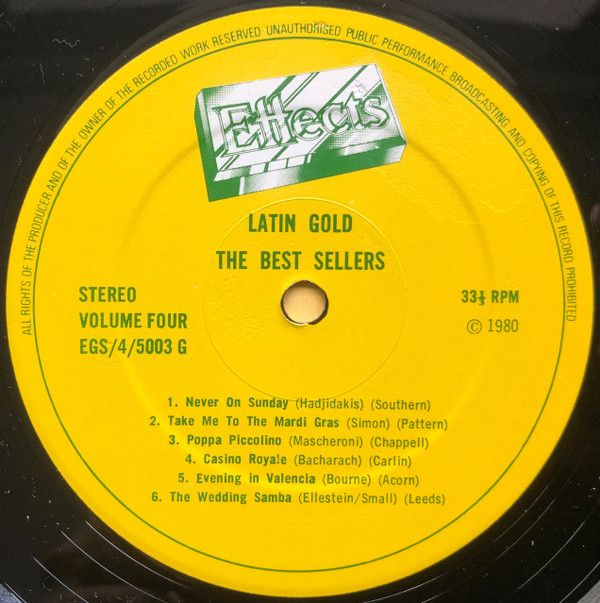 ALL RIGHTS OF THE PRODUCER AND OF THE OWNER OF THE RECORDED WORK RESERVED UNAUTHORISED PUBLIC PERFORMANCE BROADCASTING AND COPYING OF THIS RECORD PROHIBITED
Effects
LATIN GOLD
THE BEST SELLERS
STEREO
VOLUME FOUR
EGS/4/5003 G
33⅓ RPM
© 1980
1. Never On Sunday (Hadjidakis) (Southern)
2. Take Me To The Mardi Gras (Simon) (Pattern)
3. Poppa Piccolino (Mascheroni) (Chappell)
4. Casino Royale (Bacharach) (Carlin)
5. Evening in Valencia (Bourne) (Acorn)
6. The Wedding Samba (Ellestein/Small) (Leeds)